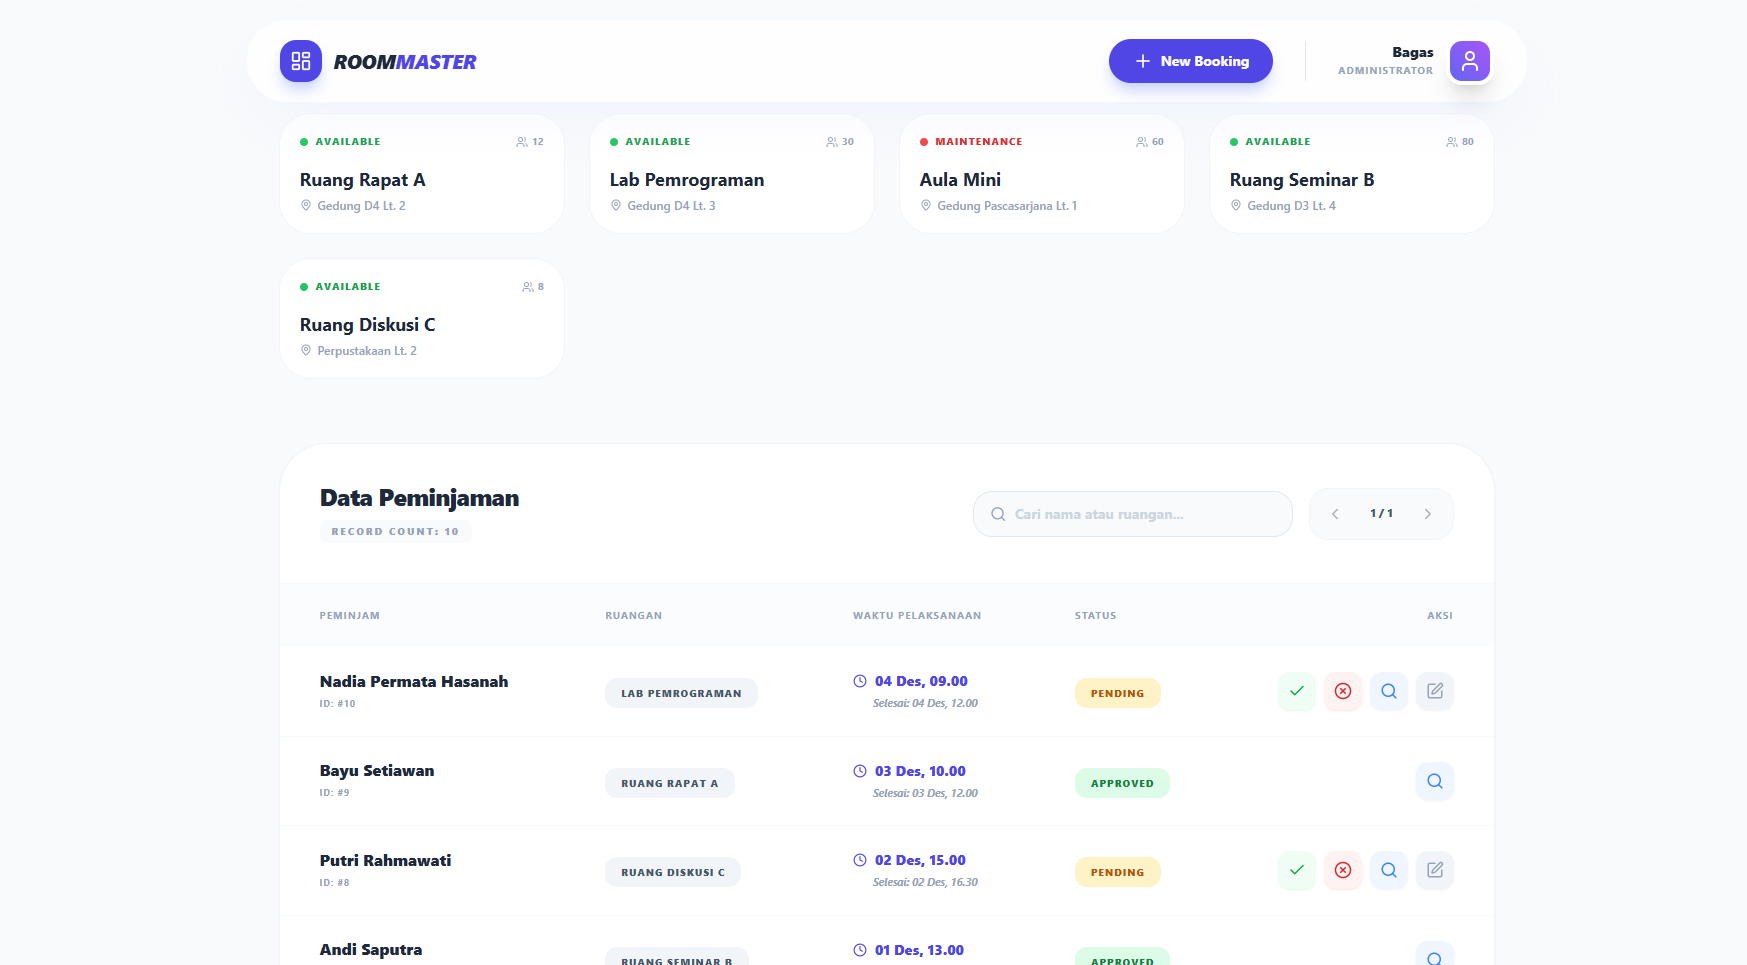 ROOMMASTER
New Booking
Bagas
ADMINISTRATOR
AVAILABLE 12
Ruang Rapat A
Gedung D4 Lt. 2
AVAILABLE 30
Lab Pemrograman
Gedung D4 Lt. 3
MAINTENANCE 60
Aula Mini
Gedung Pascasarjana Lt. 1
AVAILABLE 80
Ruang Seminar B
Gedung D3 Lt. 4
AVAILABLE 8
Ruang Diskusi C
Perpustakaan Lt. 2
Data Peminjaman
RECORD COUNT: 10
Cari nama atau ruangan...
1 / 1
PEMINJAM RUANGAN WAKTU PELAKSANAAN STATUS AKSI
Nadia Permata Hasanah
ID: #10
LAB PEMROGRAMAN
04 Des, 09.00
Selesai: 04 Des, 12.00
PENDING
Bayu Setiawan
ID: #9
RUANG RAPAT A
03 Des, 10.00
Selesai: 03 Des, 12.00
APPROVED
Putri Rahmawati
ID: #8
RUANG DISKUSI C
02 Des, 15.00
Selesai: 02 Des, 16.30
PENDING
Andi Saputra
RUANG SEMINAR B
01 Des, 13.00
APPROVED